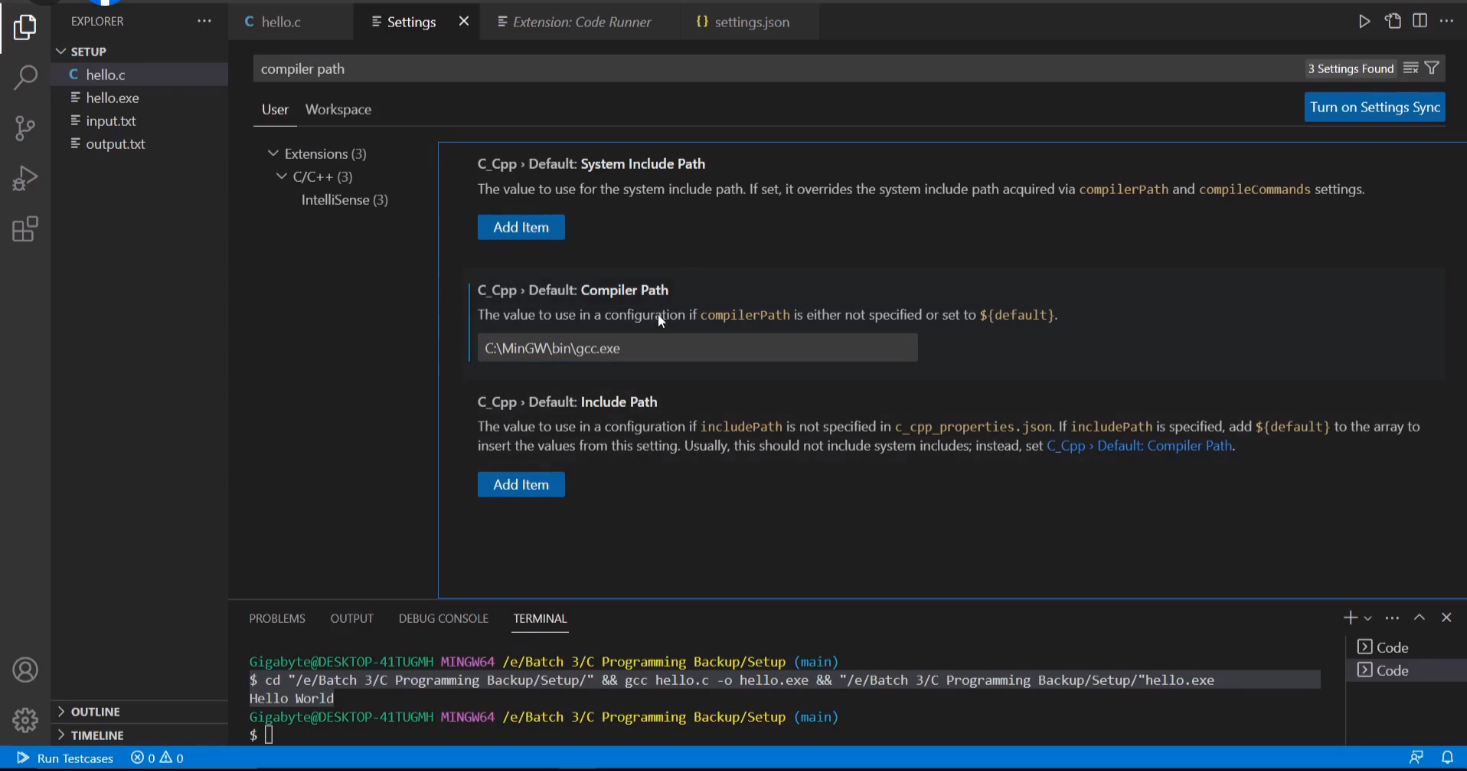 EXPLORER
SETUP
C hello.c
hello.exe
input.txt
output.txt
OUTLINE
TIMELINE
C hello.c
Settings
Extension: Code Runner
{} settings.json
compiler path
3 Settings Found
User Workspace
Turn on Settings Sync
Extensions (3)
C/C++ (3)
IntelliSense (3)
C_Cpp › Default: System Include Path
The value to use for the system include path. If set, it overrides the system include path acquired via compilerPath and compileCommands settings.
Add Item
C_Cpp › Default: Compiler Path
The value to use in a configuration if compilerPath is either not specified or set to ${default}.
C:\MinGW\bin\gcc.exe
C_Cpp › Default: Include Path
The value to use in a configuration if includePath is not specified in c_cpp_properties.json. If includePath is specified, add ${default} to the array to
insert the values from this setting. Usually, this should not include system includes; instead, set C_Cpp › Default: Compiler Path.
Add Item
PROBLEMS OUTPUT DEBUG CONSOLE TERMINAL
Gigabyte@DESKTOP-41TUGMH MINGW64 /e/Batch 3/C Programming Backup/Setup (main)
$ cd "/e/Batch 3/C Programming Backup/Setup/" && gcc hello.c -o hello.exe && "/e/Batch 3/C Programming Backup/Setup/"hello.exe
Hello World
Gigabyte@DESKTOP-41TUGMH MINGW64 /e/Batch 3/C Programming Backup/Setup (main)
$
Code
Code
Run Testcases 0 0